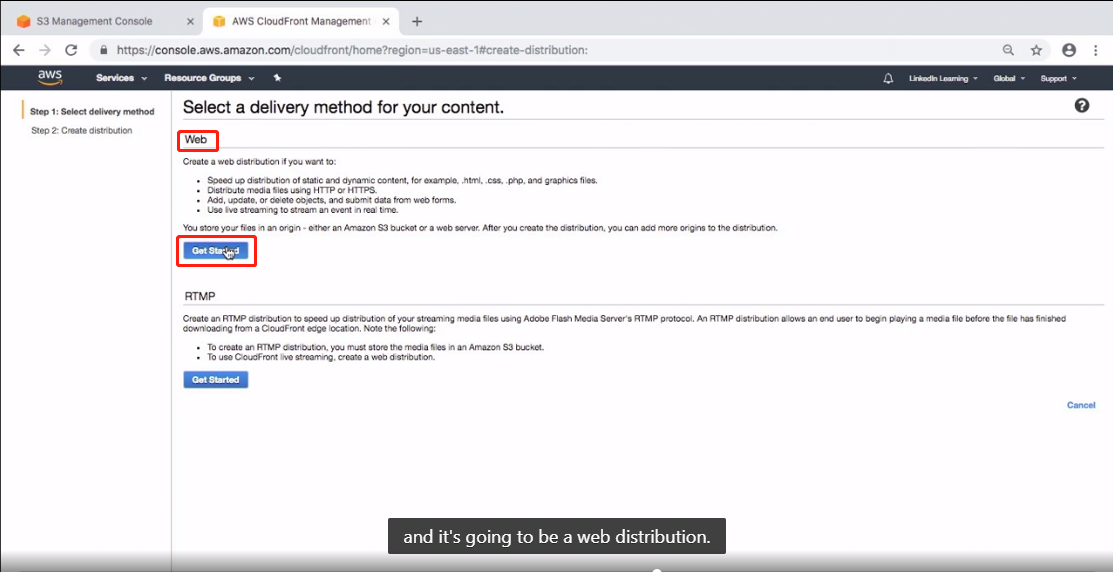 S3 Management Console
AWS CloudFront Management
https://console.aws.amazon.com/cloudfront/home?region=us-east-1#create-distribution:
aws Services Resource Groups LinkedIn Learning Global Support
Step 1: Select delivery method
Step 2: Create distribution
Select a delivery method for your content.
Web
Create a web distribution if you want to:
• Speed up distribution of static and dynamic content, for example, .html, .css, .php, and graphics files.
• Distribute media files using HTTP or HTTPS.
• Add, update, or delete objects, and submit data from web forms.
• Use live streaming to stream an event in real time.
You store your files in an origin - either an Amazon S3 bucket or a web server. After you create the distribution, you can add more origins to the distribution.
Get Started
RTMP
Create an RTMP distribution to speed up distribution of your streaming media files using Adobe Flash Media Server's RTMP protocol. An RTMP distribution allows an end user to begin playing a media file before the file has finished
downloading from a CloudFront edge location. Note the following:
• To create an RTMP distribution, you must store the media files in an Amazon S3 bucket.
• To use CloudFront live streaming, create a web distribution.
Get Started
Cancel
and it's going to be a web distribution.